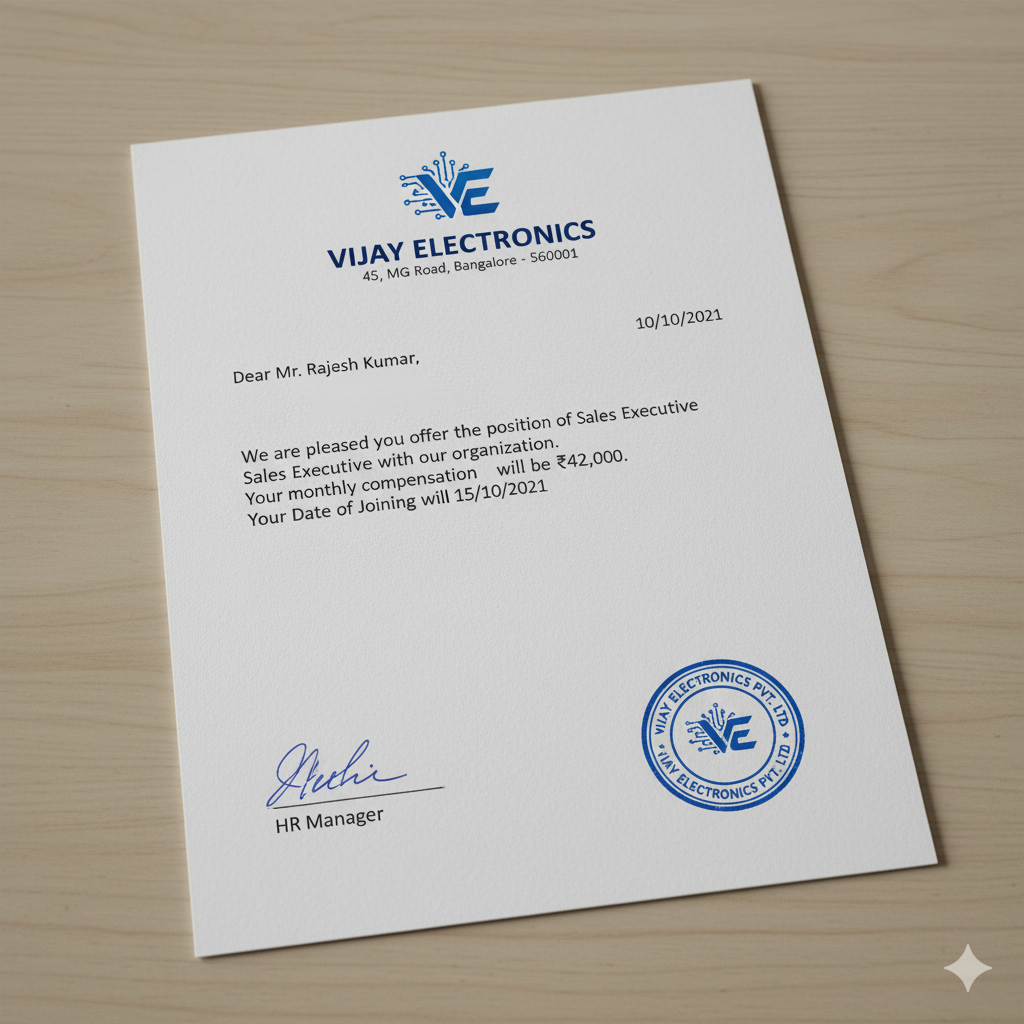 VE
VIJAY ELECTRONICS
45, MG Road, Bangalore - 560001
10/10/2021
Dear Mr. Rajesh Kumar,
We are pleased you offer the position of Sales Executive
Sales Executive with our organization.
Your monthly compensation will be ₹42,000.
Your Date of Joining will 15/10/2021
HR Manager
VIJAY ELECTRONICS PVT. LTD
VE
VIJAY ELECTRONICS PVT. LTD